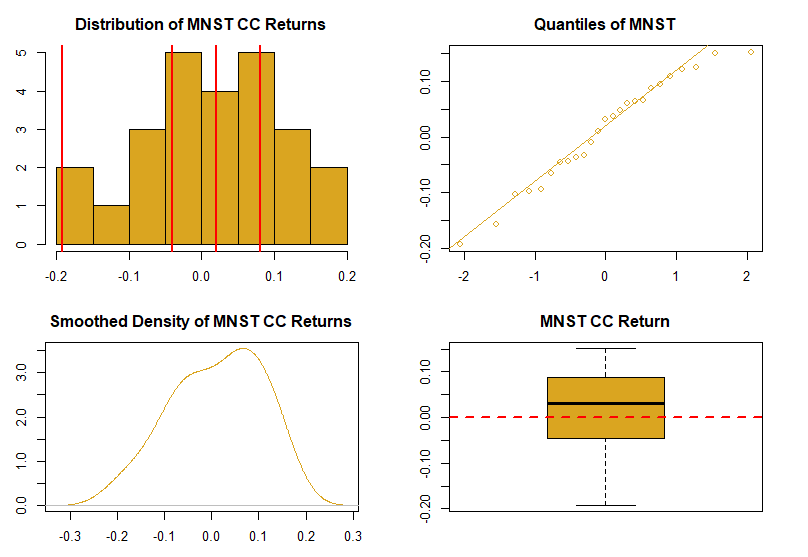 Distribution of MNST CC Returns
5
4
3
2
1
0
-0.2 -0.1 0.0 0.1 0.2
Quantiles of MNST
0.10
0.00
-0.10
-0.20
-2 -1 0 1 2
Smoothed Density of MNST CC Returns
3.0
2.0
1.0
0.0
-0.3 -0.2 -0.1 0.0 0.1 0.2 0.3
MNST CC Return
0.10
0.00
-0.10
-0.20